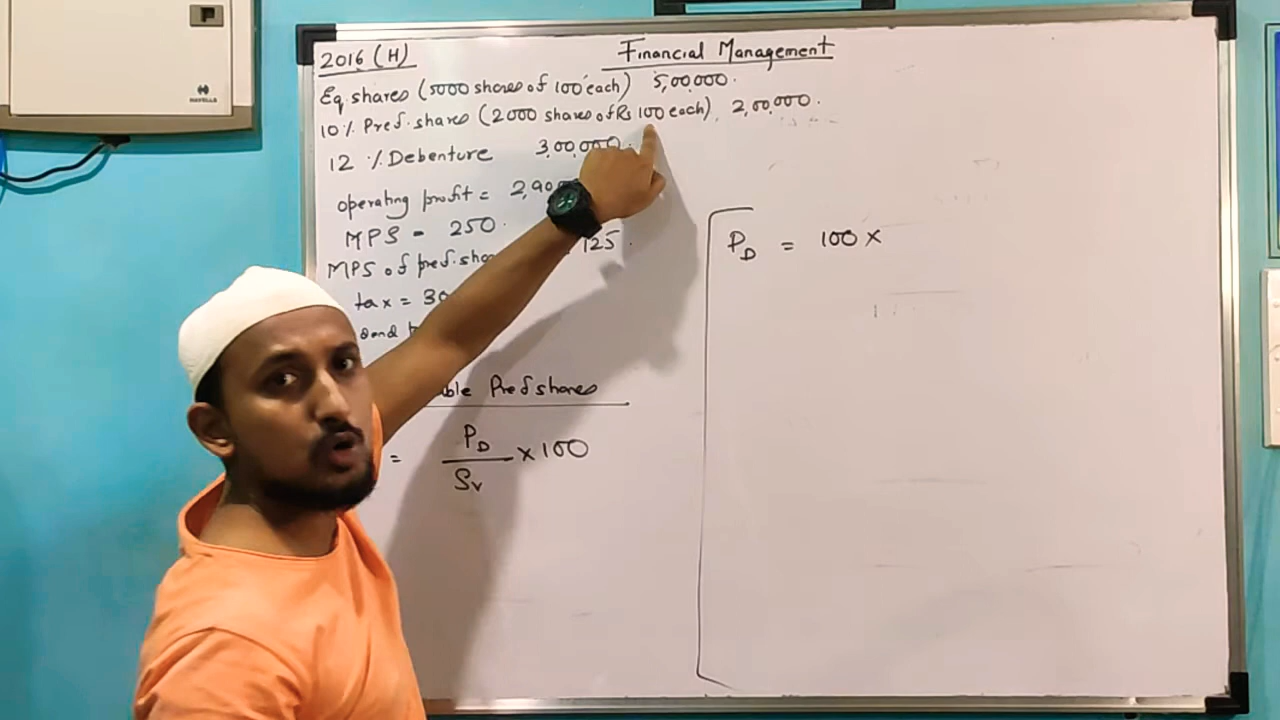 HAVELLS
2016 (H)
Financial Management
Eq. shares (5000 shares of 100 each) 5,00,000.
10 % Pref. shares (2000 shares of Rs 100 each), 2,00,000.
12 % Debenture 3,00,000.
operating profit = 2,90
MPS = 250.
MPS of pref. sha 125.
tax = 30
Pref shares
= P_D / S_v × 100
P_D = 100 ×